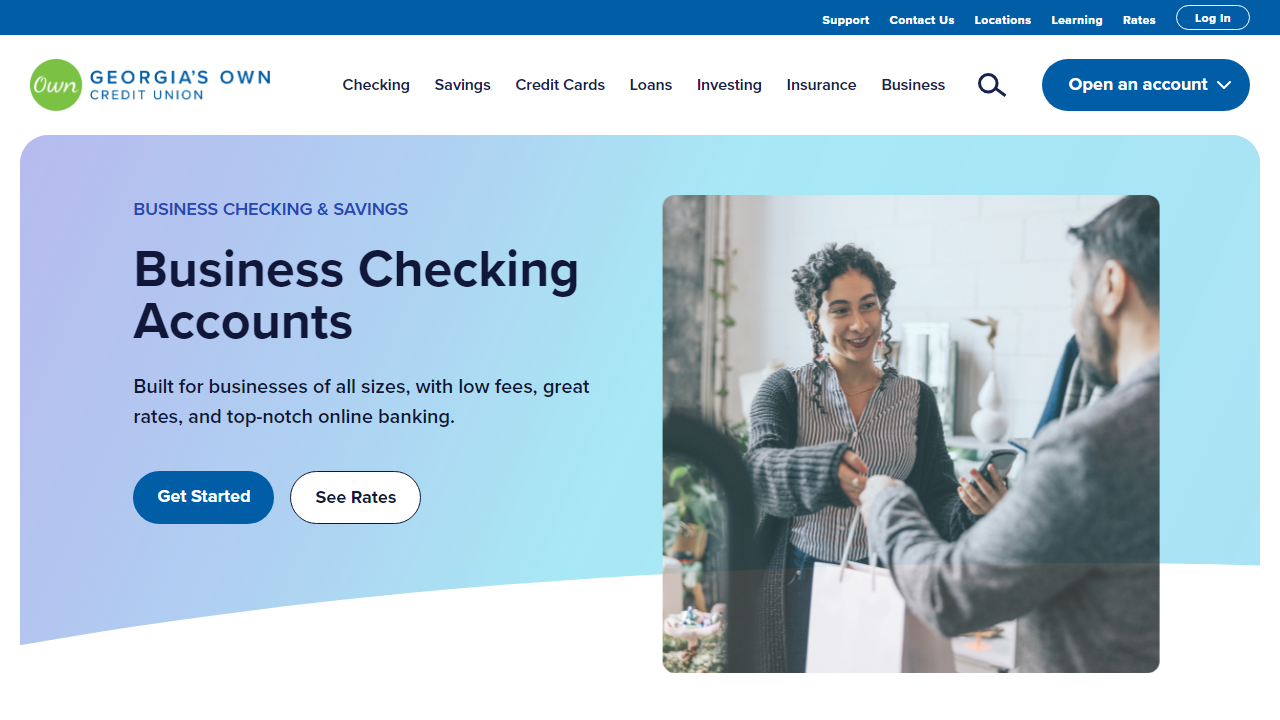 Support Contact Us Locations Learning Rates Log In
Own GEORGIA'S OWN
CREDIT UNION
Checking Savings Credit Cards Loans Investing Insurance Business Open an account
BUSINESS CHECKING & SAVINGS
Business Checking
Accounts
Built for businesses of all sizes, with low fees, great
rates, and top-notch online banking.
Get Started See Rates